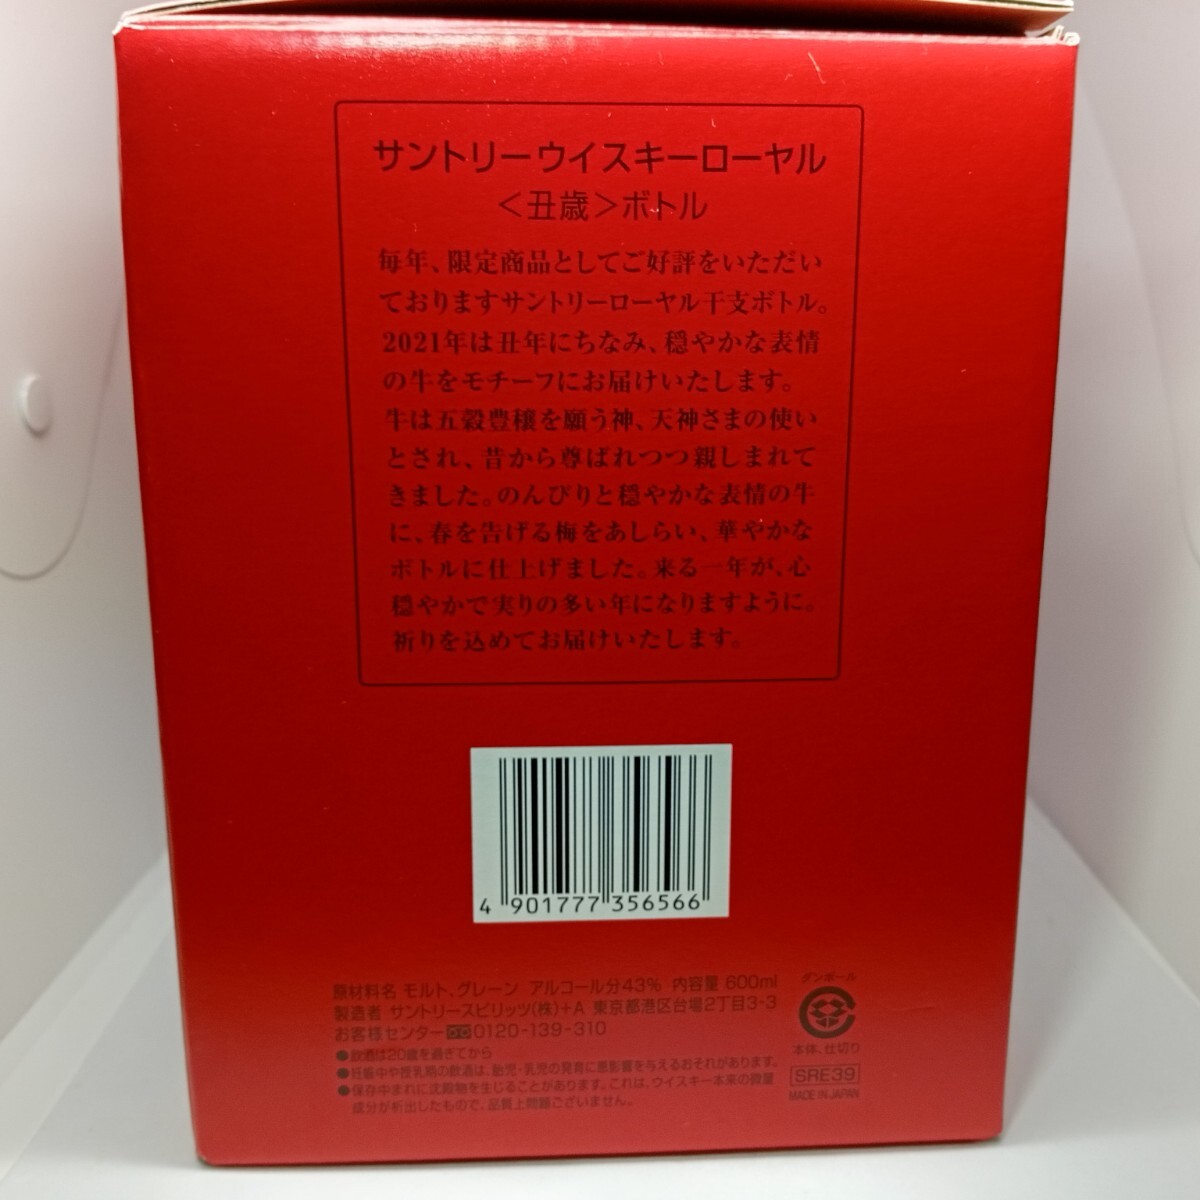 サントリーウイスキーローヤル
＜丑歳＞ボトル
毎年、限定商品としてご好評をいただい
ておりますサントリーローヤル干支ボトル。
2021年は丑年にちなみ、穏やかな表情
の牛をモチーフにお届けいたします。
牛は五穀豊穣を願う神、天神さまの使い
とされ、昔から尊ばれつつ親しまれて
きました。のんびりと穏やかな表情の牛
に、春を告げる梅をあしらい、華やかな
ボトルに仕上げました。来る一年が、心
穏やかで実りの多い年になりますように。
祈りを込めてお届けいたします。
4 901777 356566
原材料名 モルト、グレーン アルコール分43% 内容量 600ml
製造者 サントリースピリッツ(株)+A 東京都港区台場2丁目3-3
お客様センター 0120-139-310
●飲酒は20歳を過ぎてから
●妊娠中や授乳期の飲酒は、胎児・乳児の発育に悪影響を与えるおそれがあります。
●保存中まれに沈殿物を生じることがあります。これは、ウイスキー本来の微量
成分が析出したもので、品質上問題ございません。
ダンボール
本体、仕切り
SRE39
MADE IN JAPAN